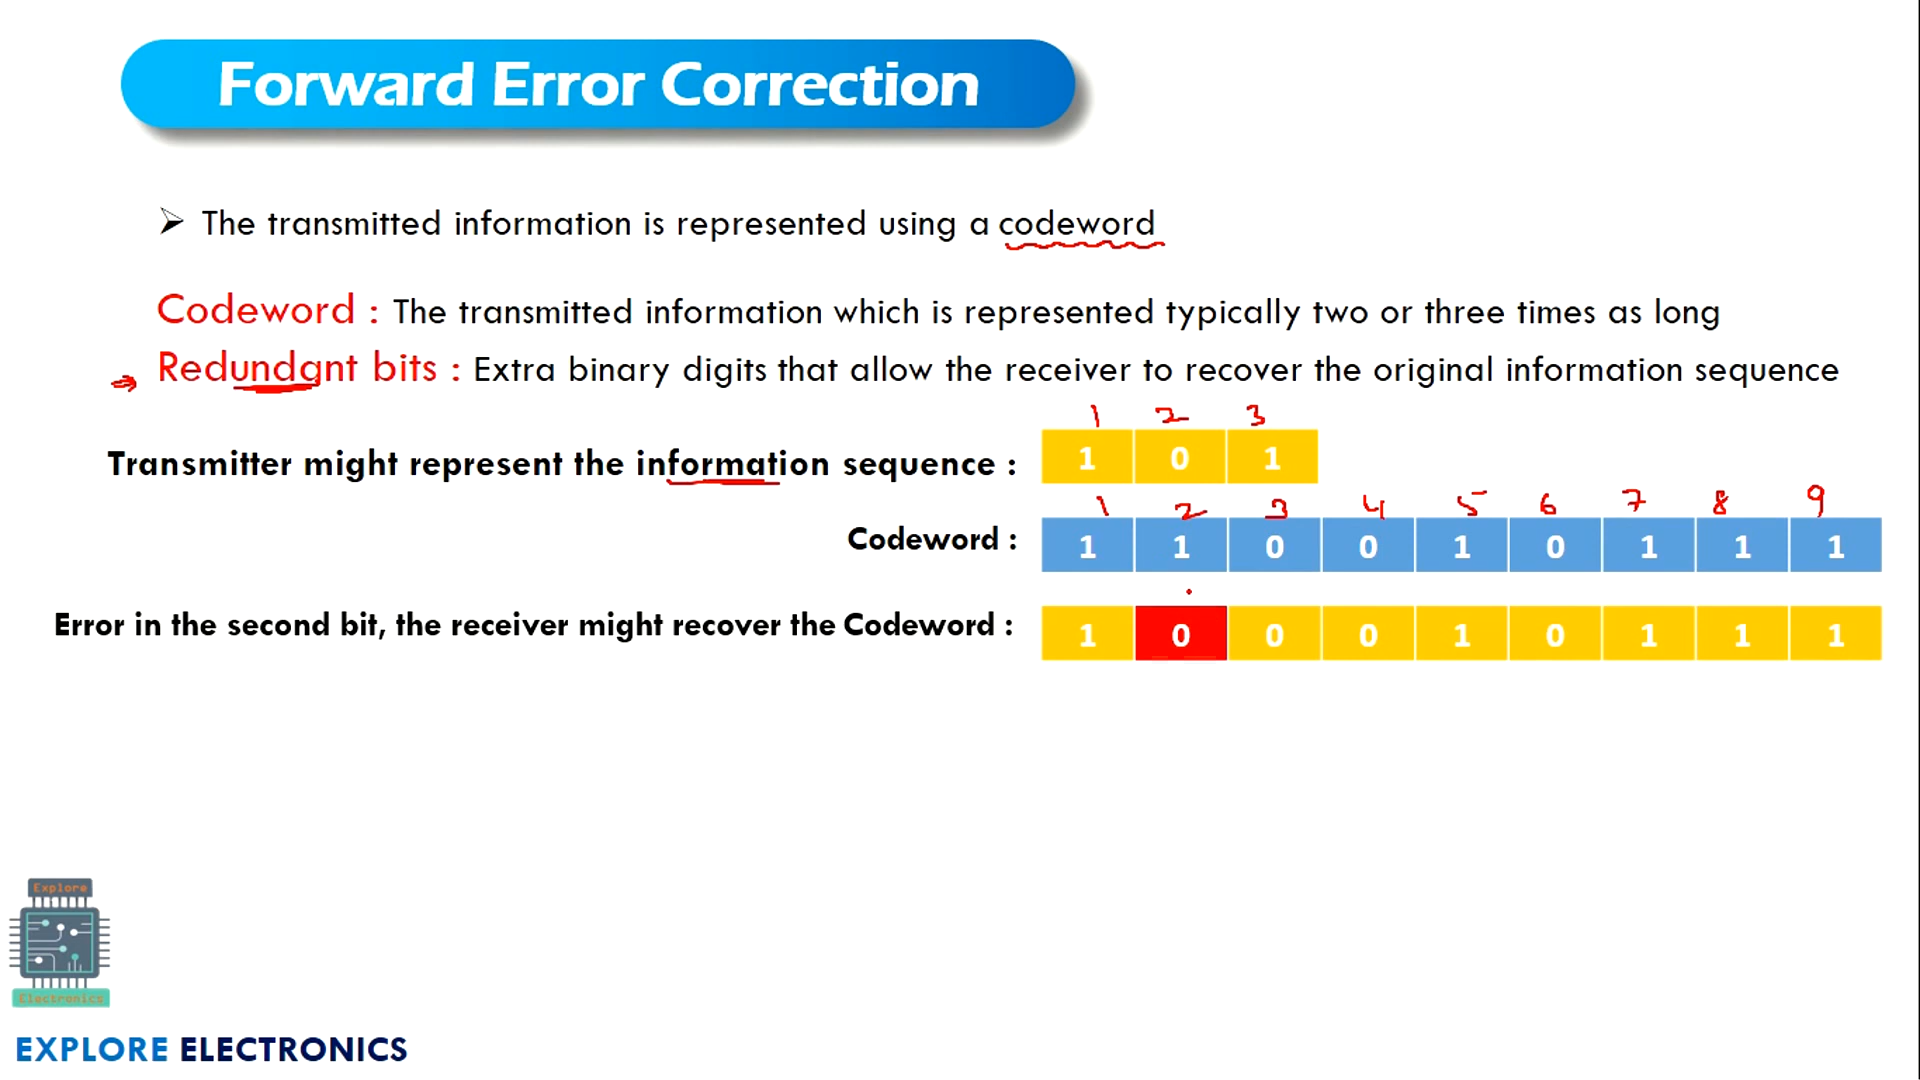 Forward Error Correction
➢ The transmitted information is represented using a codeword
Codeword : The transmitted information which is represented typically two or three times as long
→ Redundant bits : Extra binary digits that allow the receiver to recover the original information sequence
1 2 3
Transmitter might represent the information sequence : 1 0 1
1 2 3 4 5 6 7 8 9
Codeword : 1 1 0 0 1 0 1 1 1
Error in the second bit, the receiver might recover the Codeword : 1 0 0 0 1 0 1 1 1
Explore
Electronics
EXPLORE ELECTRONICS